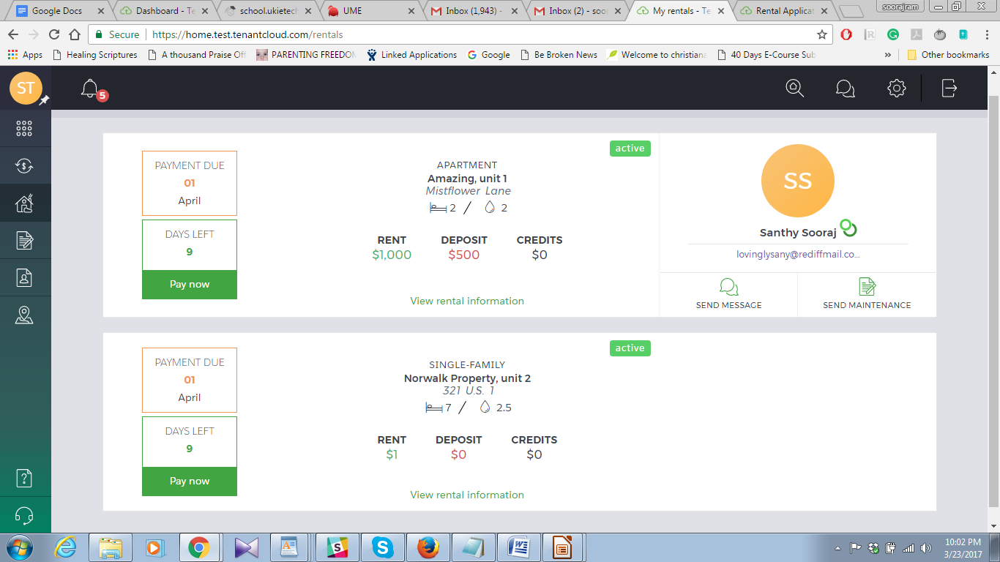 Google Docs
Dashboard - Te
school.ukietech
UME
Inbox (1,943) -
Inbox (2) - soor
My rentals - Te
Rental Applicat
soorajram
Secure
https://home.test.tenantcloud.com/rentals
Apps
Healing Scriptures
A thousand Praise Off
PARENTING FREEDOM
Linked Applications
Google
Be Broken News
Welcome to christiana
40 Days E-Course Sub
»
Other bookmarks
ST
5
PAYMENT DUE
01
April
DAYS LEFT
9
Pay now
active
APARTMENT
Amazing, unit 1
Mistflower Lane
2 / 2
RENT DEPOSIT CREDITS
$1,000 $500 $0
View rental information
SS
Santhy Sooraj
lovinglysany@rediffmail.co...
SEND MESSAGE
SEND MAINTENANCE
PAYMENT DUE
01
April
DAYS LEFT
9
Pay now
active
SINGLE-FAMILY
Norwalk Property, unit 2
321 U.S. 1
7 / 2.5
RENT DEPOSIT CREDITS
$1 $0 $0
View rental information
10:02 PM
3/23/2017